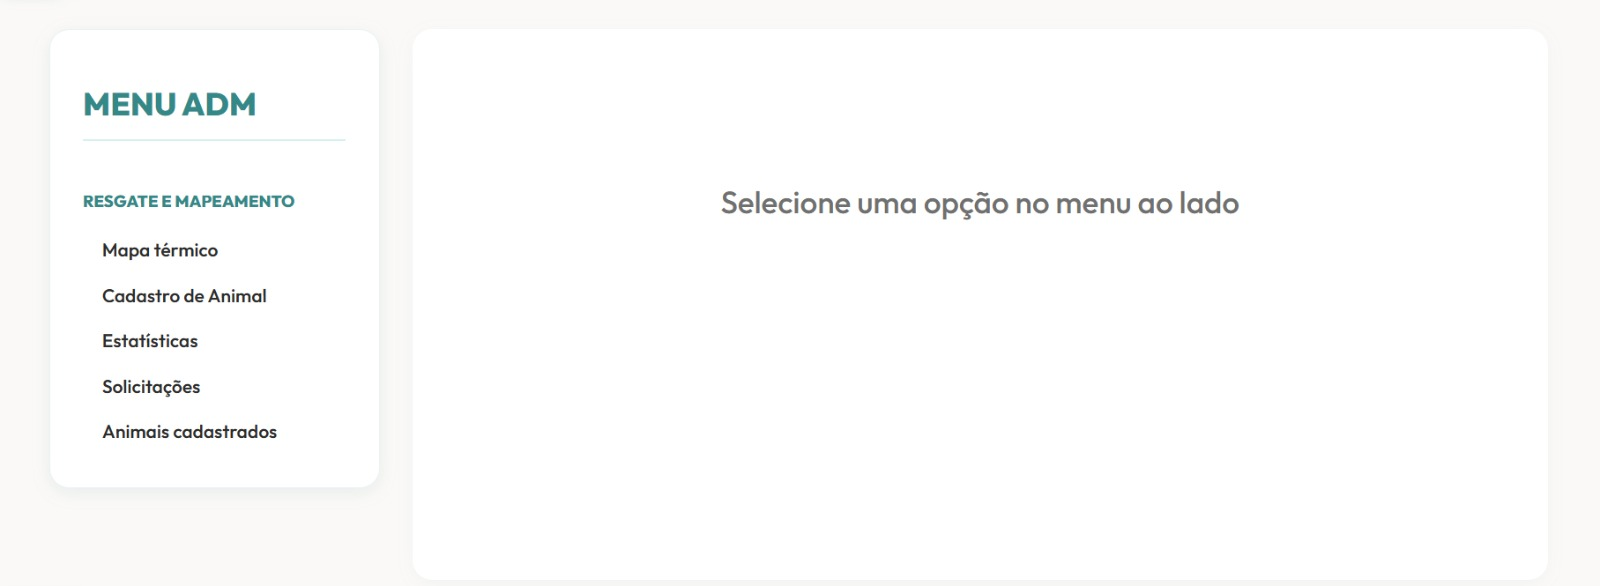 MENU ADM
RESGATE E MAPEAMENTO
Mapa térmico
Cadastro de Animal
Estatísticas
Solicitações
Animais cadastrados
Selecione uma opção no menu ao lado